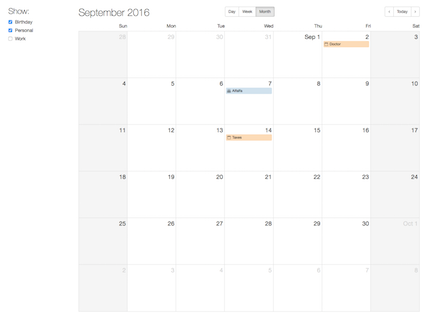 Show:
Birthday
Personal
Work
September 2016
Day Week Month
< Today >
Sun Mon Tue Wed Thu Fri Sat
28 29 30 31 Sep 1 2 3
Doctor
4 5 6 7 8 9 10
11 12 13 14 15 16 17
Taxes
18 19 20 21 22 23 24
25 26 27 28 29 30 Oct 1
2 3 4 5 6 7 8